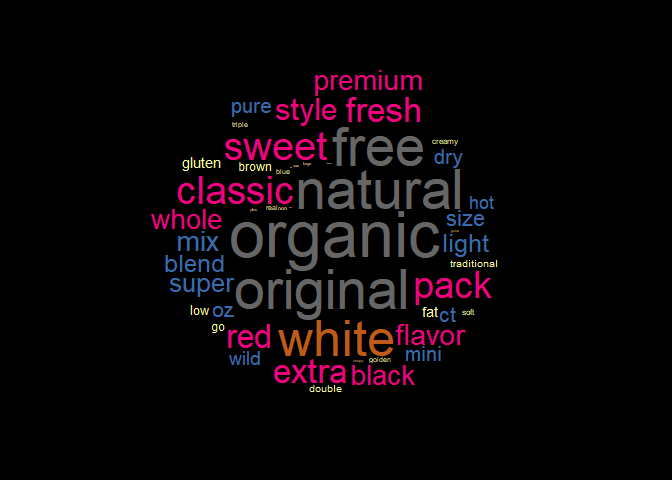 premium
pure
style fresh
triple
sweet free
creamy
gluten brown
dry
blue
classic natural
hot
real
whole
size
organic
mix
light
blend
traditional
super original pack
low oz
fat ct soft
go
red white flavor
wild
mini
golden
extra black
double